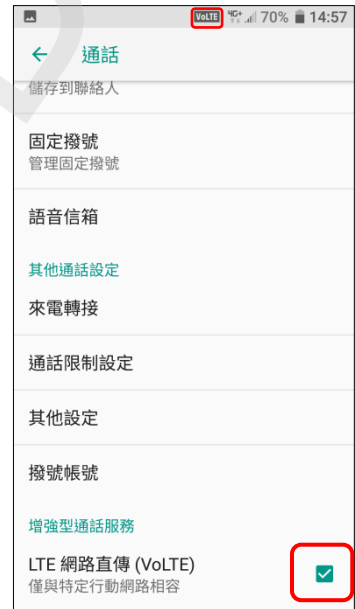 VoLTE 4G+ 70% 14:57
通話
儲存到聯絡人
固定撥號
管理固定撥號
語音信箱
其他通話設定
來電轉接
通話限制設定
其他設定
撥號帳號
增強型通話服務
LTE 網路直傳 (VoLTE)
僅與特定行動網路相容